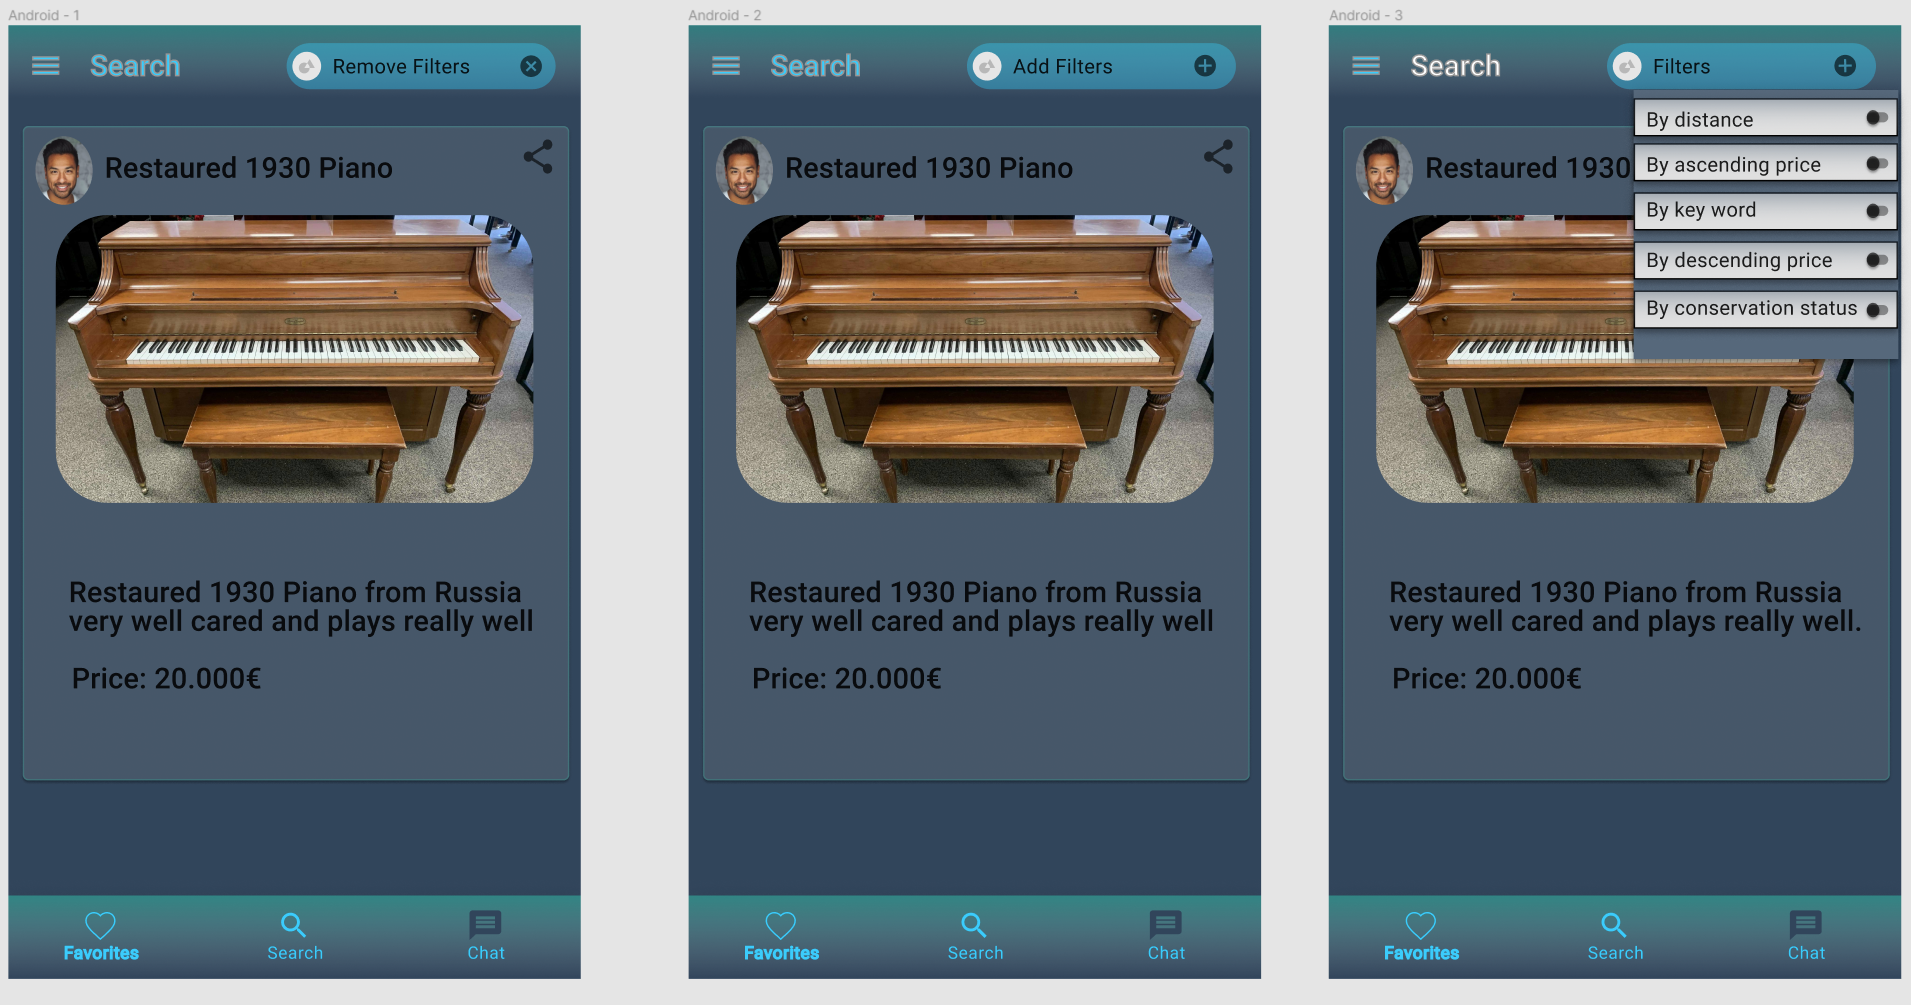 Android - 1
Search
Remove Filters
Restaured 1930 Piano
Restaured 1930 Piano from Russia
very well cared and plays really well
Price: 20.000€
Favorites
Search
Chat
Android - 2
Search
Add Filters
Restaured 1930 Piano
Restaured 1930 Piano from Russia
very well cared and plays really well
Price: 20.000€
Favorites
Search
Chat
Android - 3
Search
Filters
By distance
By ascending price
By key word
By descending price
By conservation status
Restaured 1930
Restaured 1930 Piano from Russia
very well cared and plays really well.
Price: 20.000€
Favorites
Search
Chat